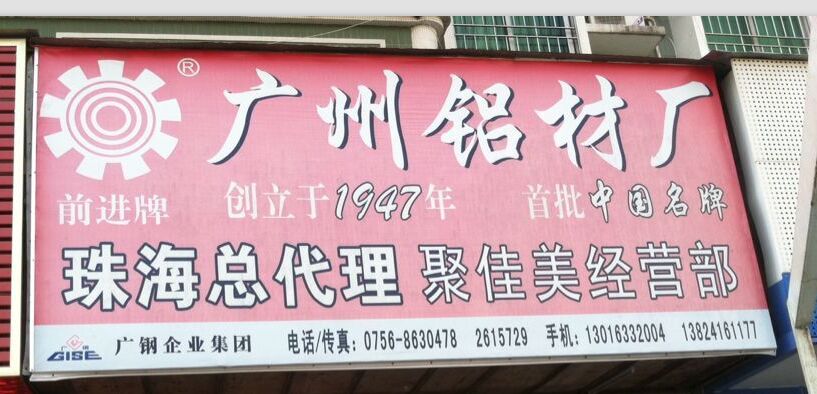 ® 广州铝材厂
前进牌 创立于1947年 首批中国名牌
珠海总代理 聚佳美经营部
广钢 GISE 广钢企业集团 电话/传真：0756-8630478 2615729 手机：13016332004 13824161177